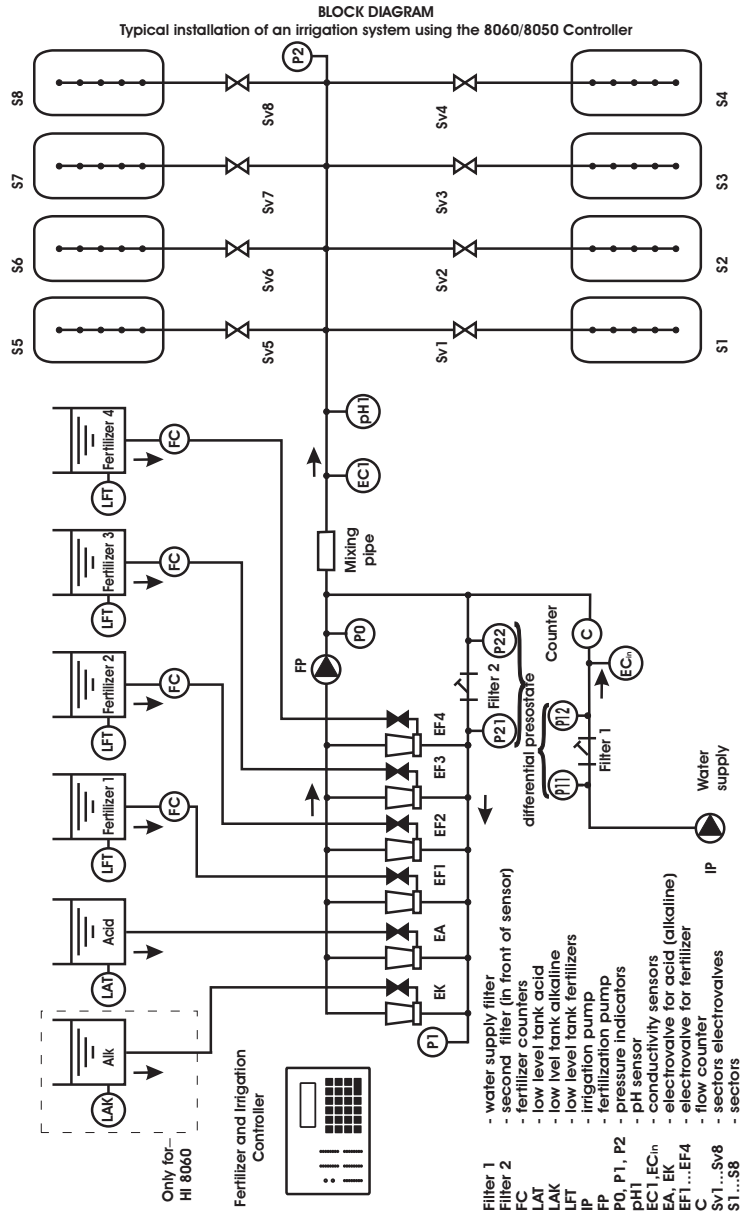 BLOCK DIAGRAM
Typical installation of an irrigation system using the 8060/8050 Controller
S8
S7
S6
S5
P2
Sv8
Sv7
Sv6
Sv5
Sv4
Sv3
Sv2
Sv1
S4
S3
S2
S1
Fertilizer 4
LFT
FC
Fertilizer 3
LFT
FC
Fertilizer 2
LFT
FC
Fertilizer 1
LFT
FC
Acid
LAT
Alk
LAK
Only for
HI 8060
pH1
EC1
Mixing
pipe
P0
FP
EF4
EF3
EF2
EF1
EA
EK
P1
P22
Filter 2
P21
differential presostate
Counter
C
ECin
P12
Filter 1
P11
Water
supply
IP
Fertilizer and Irrigation
Controller
Filter 1 - water supply filter
Filter 2 - second filter (in front of sensor)
FC - fertilizer counters
LAT - low level tank acid
LAK - low lvel tank alkaline
LFT - low level tank fertilizers
IP - irrigation pump
FP - fertilization pump
P0, P1, P2 - pressure indicators
pH1 - pH sensor
EC1,ECin - conductivity sensors
EA, EK - electrovalve for acid (alkaline)
EF1...EF4 - electrovalve for fertilizer
C - flow counter
Sv1...Sv8 - sectors electrovalves
S1...S8 - sectors